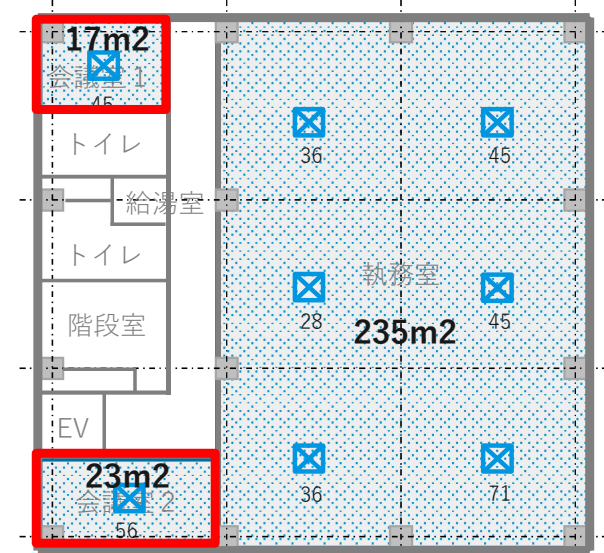 17m2
会議室 1
45
トイレ
給湯室
トイレ
階段室
EV
23m2
会議室 2
56
36
45
執務室
28
235m2
45
36
71